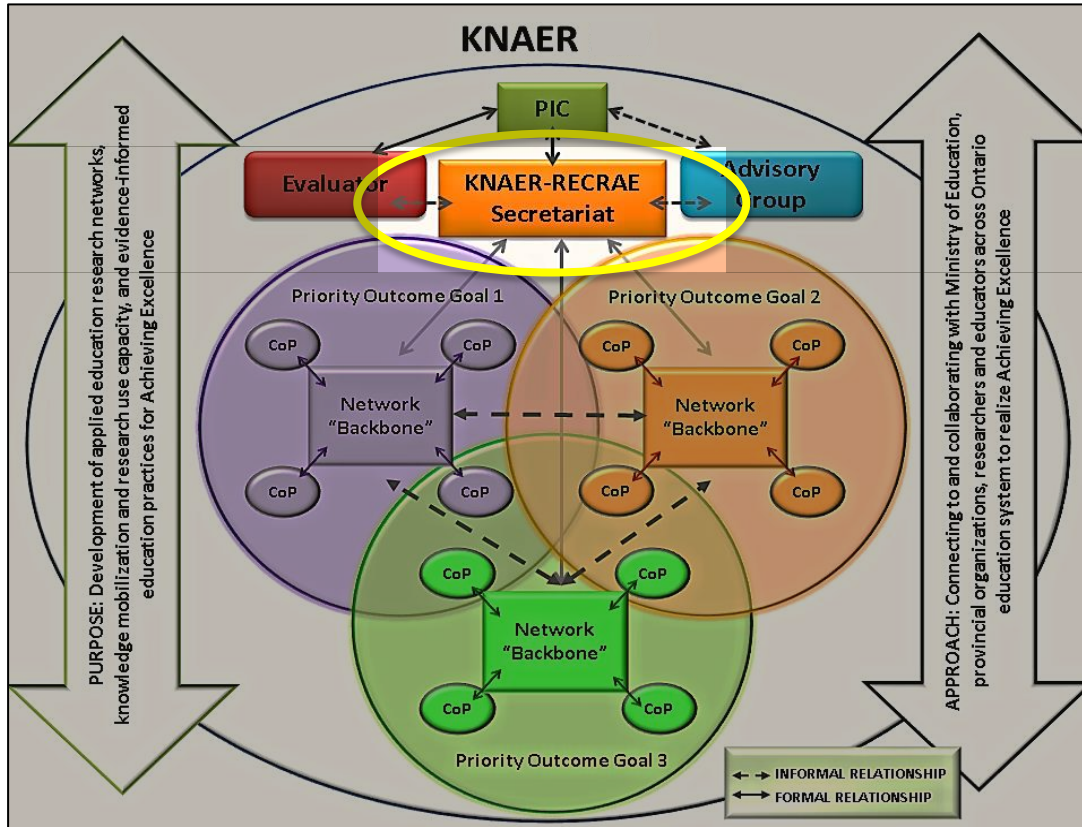 KNAER
PIC
Evaluator
KNAER-RECRAE
Secretariat
Advisory
Group
PURPOSE: Development of applied education research networks,
knowledge mobilization and research use capacity, and evidence-informed
education practices for Achieving Excellence
Priority Outcome Goal 1
CoP
CoP
Network
"Backbone"
CoP
CoP
Priority Outcome Goal 2
CoP
CoP
Network
"Backbone"
CoP
CoP
CoP
CoP
Network
"Backbone"
CoP
CoP
Priority Outcome Goal 3
APPROACH: Connecting to and collaborating with Ministry of Education,
provincial organizations, researchers and educators across Ontario
education system to realize Achieving Excellence
INFORMAL RELATIONSHIP
FORMAL RELATIONSHIP